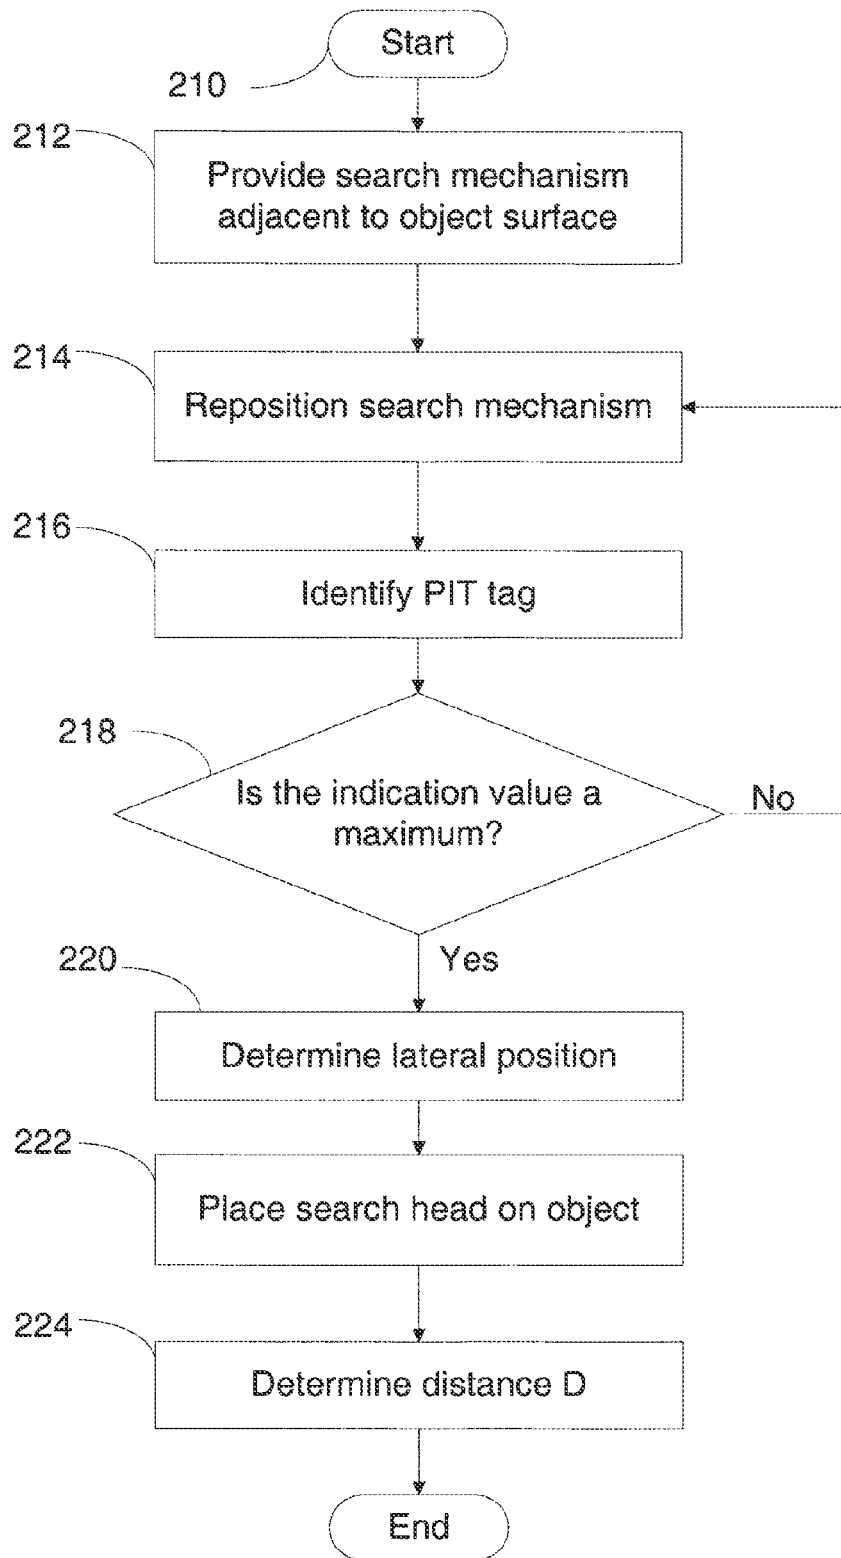 Start
210
212
Provide search mechanism
adjacent to object surface
214
Reposition search mechanism
216
Identify PIT tag
218
Is the indication value a
maximum?
No
Yes
220
Determine lateral position
222
Place search head on object
224
Determine distance D
End